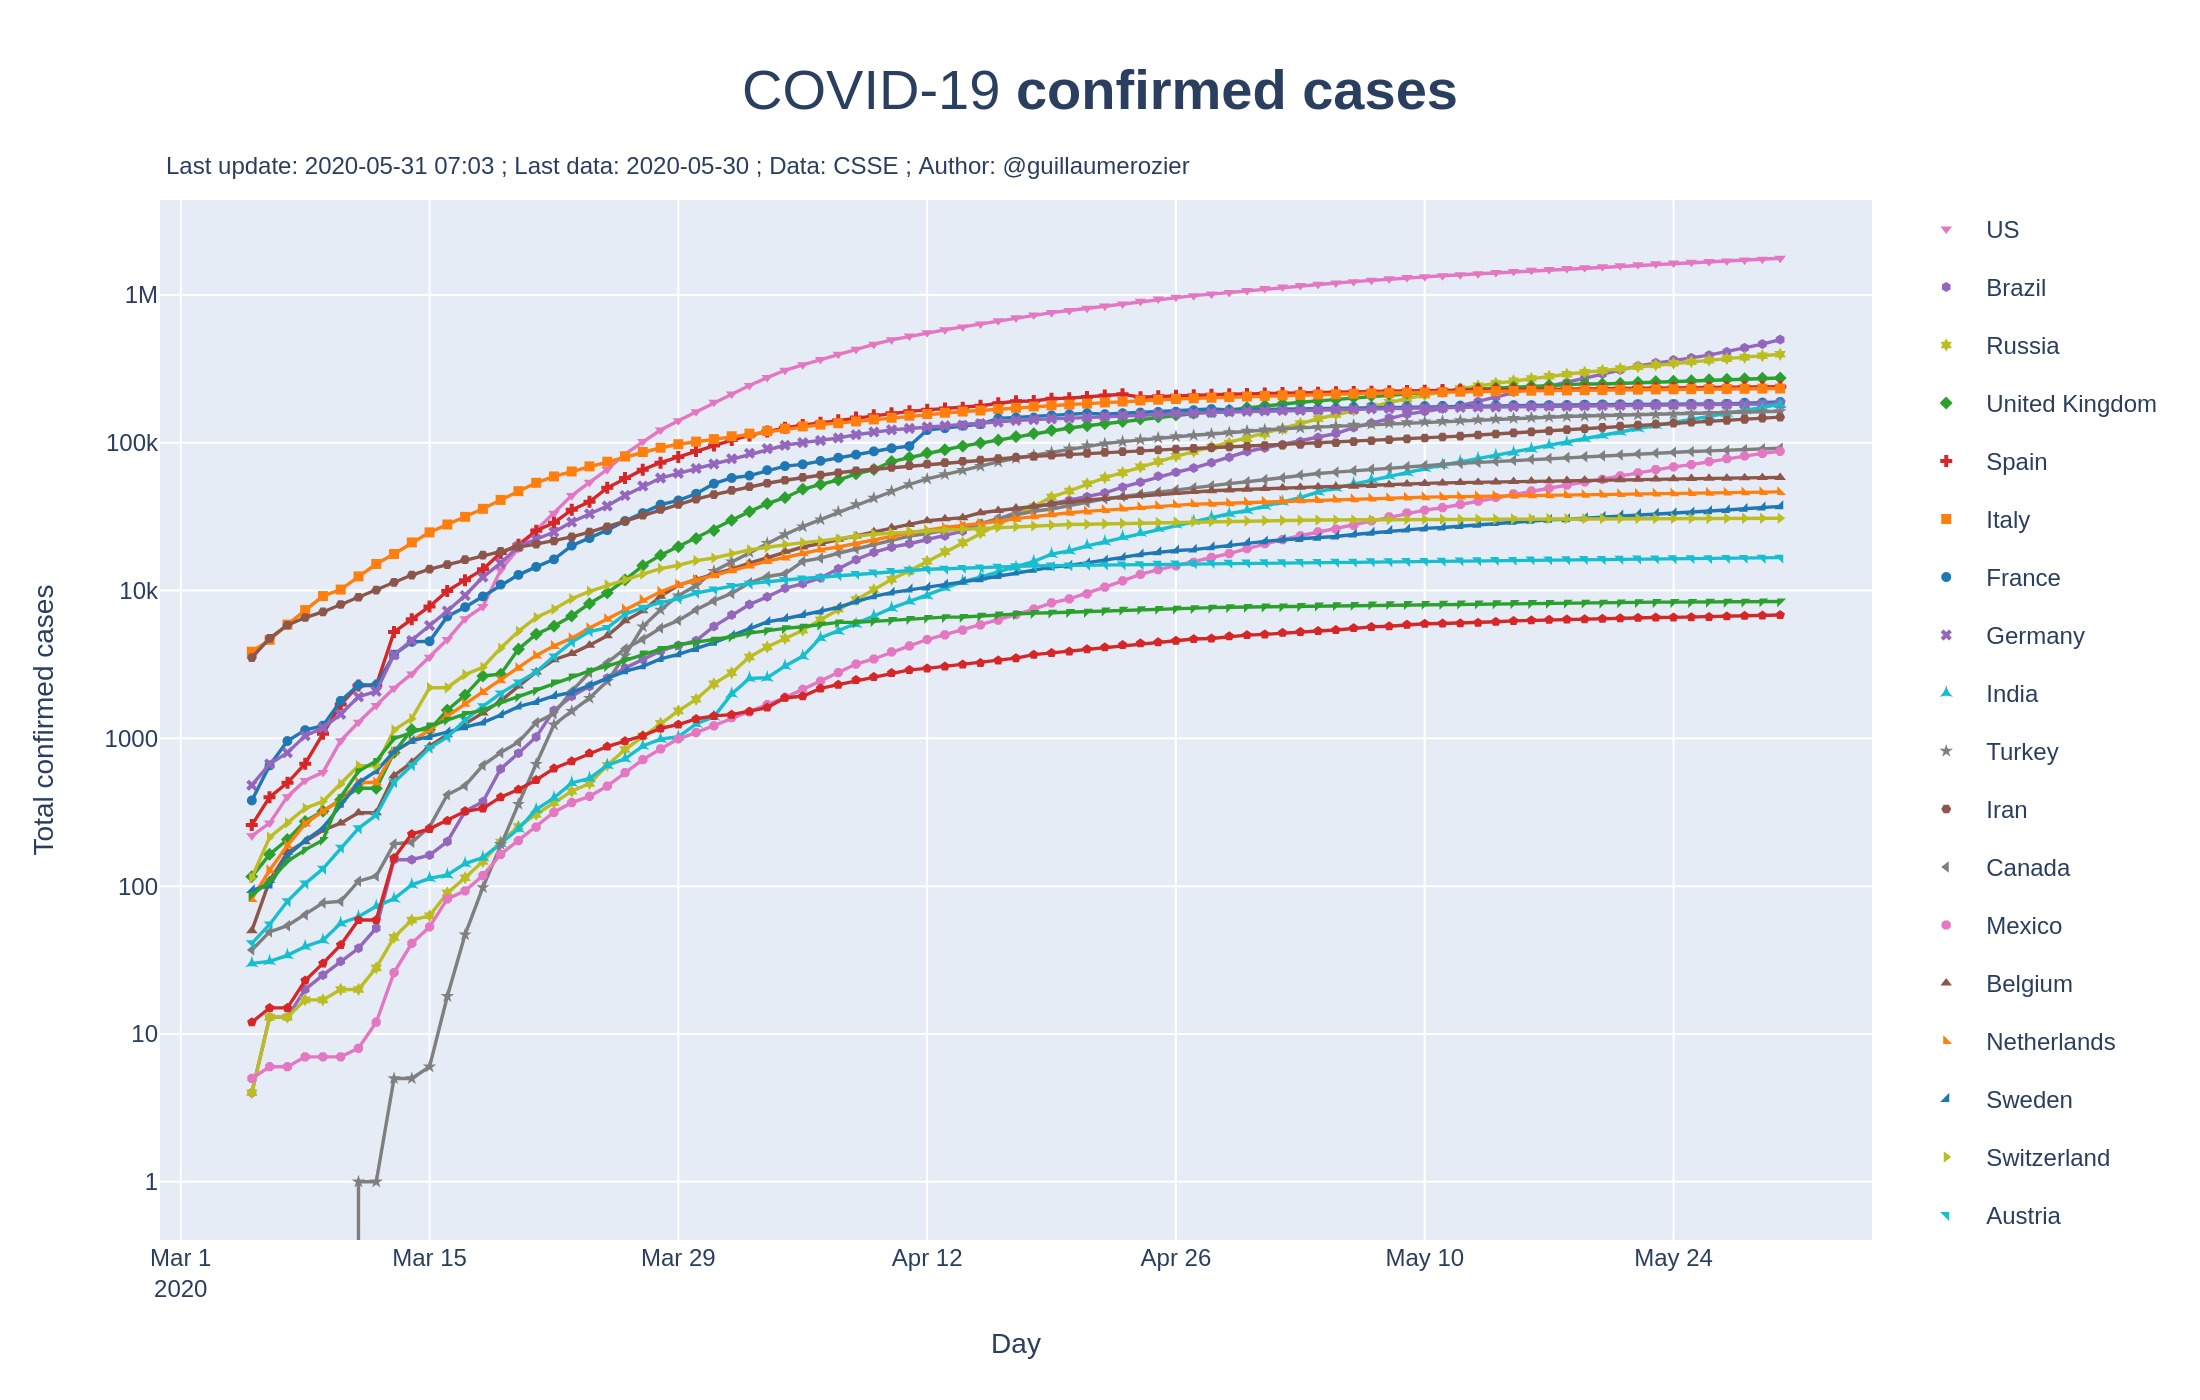 COVID-19 confirmed cases
Last update: 2020-05-31 07:03 ; Last data: 2020-05-30 ; Data: CSSE ; Author: @guillaumerozier
Total confirmed cases
1M
100k
10k
1000
100
10
1
Mar 1
2020
Mar 15
Mar 29
Apr 12
Apr 26
May 10
May 24
Day
US
Brazil
Russia
United Kingdom
Spain
Italy
France
Germany
India
Turkey
Iran
Canada
Mexico
Belgium
Netherlands
Sweden
Switzerland
Austria